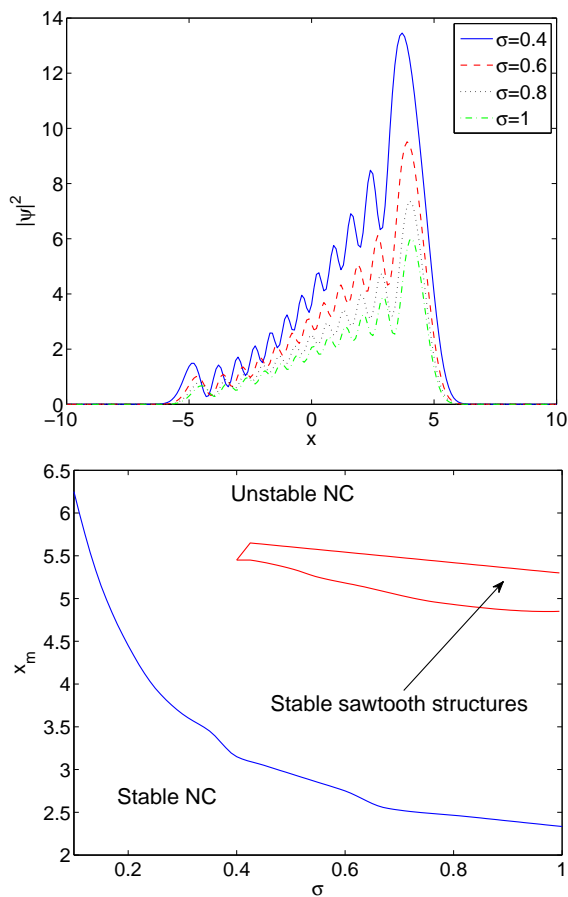 14
12
10
8
6
4
2
0
|ψ|²
−10
−5
0
5
10
x
σ=0.4
σ=0.6
σ=0.8
σ=1
6.5
6
5.5
5
4.5
4
3.5
3
2.5
2
x_m
Unstable NC
Stable sawtooth structures
Stable NC
0.2
0.4
0.6
0.8
1
σ